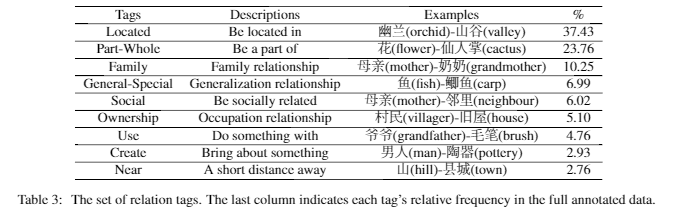 Tags Descriptions Examples %
Located Be located in 幽兰(orchid)-山谷(valley) 37.43
Part-Whole Be a part of 花(flower)-仙人掌(cactus) 23.76
Family Family relationship 母亲(mother)-奶奶(grandmother) 10.25
General-Special Generalization relationship 鱼(fish)-鲫鱼(carp) 6.99
Social Be socially related 母亲(mother)-邻里(neighbour) 6.02
Ownership Occupation relationship 村民(villager)-旧屋(house) 5.10
Use Do something with 爷爷(grandfather)-毛笔(brush) 4.76
Create Bring about something 男人(man)-陶器(pottery) 2.93
Near A short distance away 山(hill)-县城(town) 2.76
Table 3: The set of relation tags. The last column indicates each tag's relative frequency in the full annotated data.